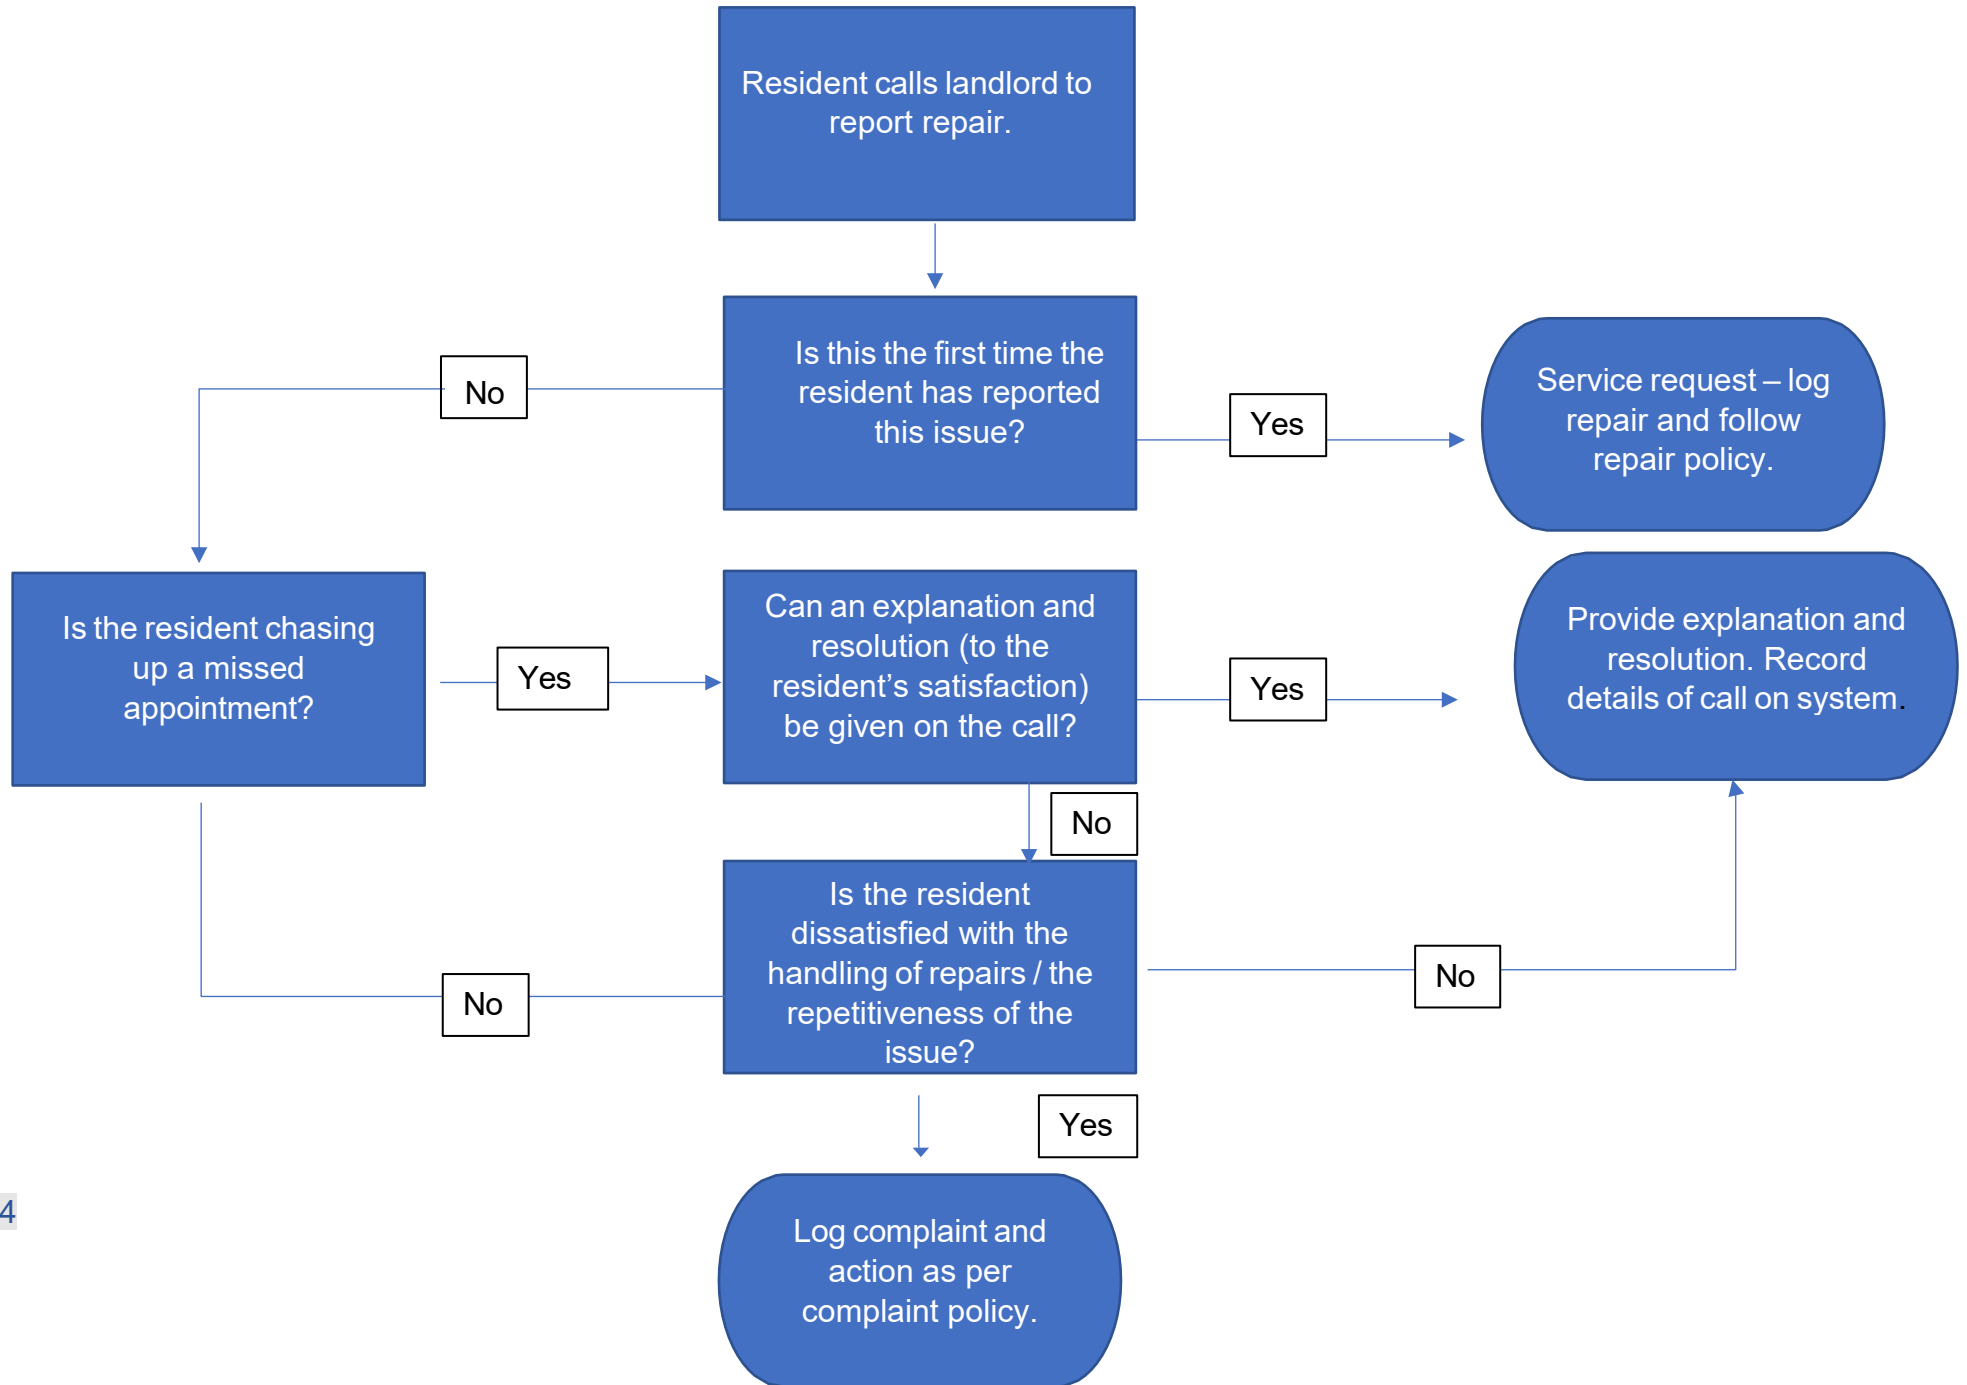 Resident calls landlord to
report repair.
Is this the first time the
resident has reported
this issue?
No
Yes
Service request – log
repair and follow
repair policy.
Is the resident chasing
up a missed
appointment?
Yes
Can an explanation and
resolution (to the
resident’s satisfaction)
be given on the call?
Yes
Provide explanation and
resolution. Record
details of call on system.
No
Is the resident
dissatisfied with the
handling of repairs / the
repetitiveness of the
issue?
No
No
Yes
Log complaint and
action as per
complaint policy.
4